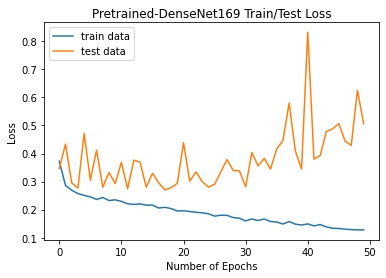 Pretrained-DenseNet169 Train/Test Loss
train data
test data
Loss
0.8
0.7
0.6
0.5
0.4
0.3
0.2
0.1
0 10 20 30 40 50
Number of Epochs